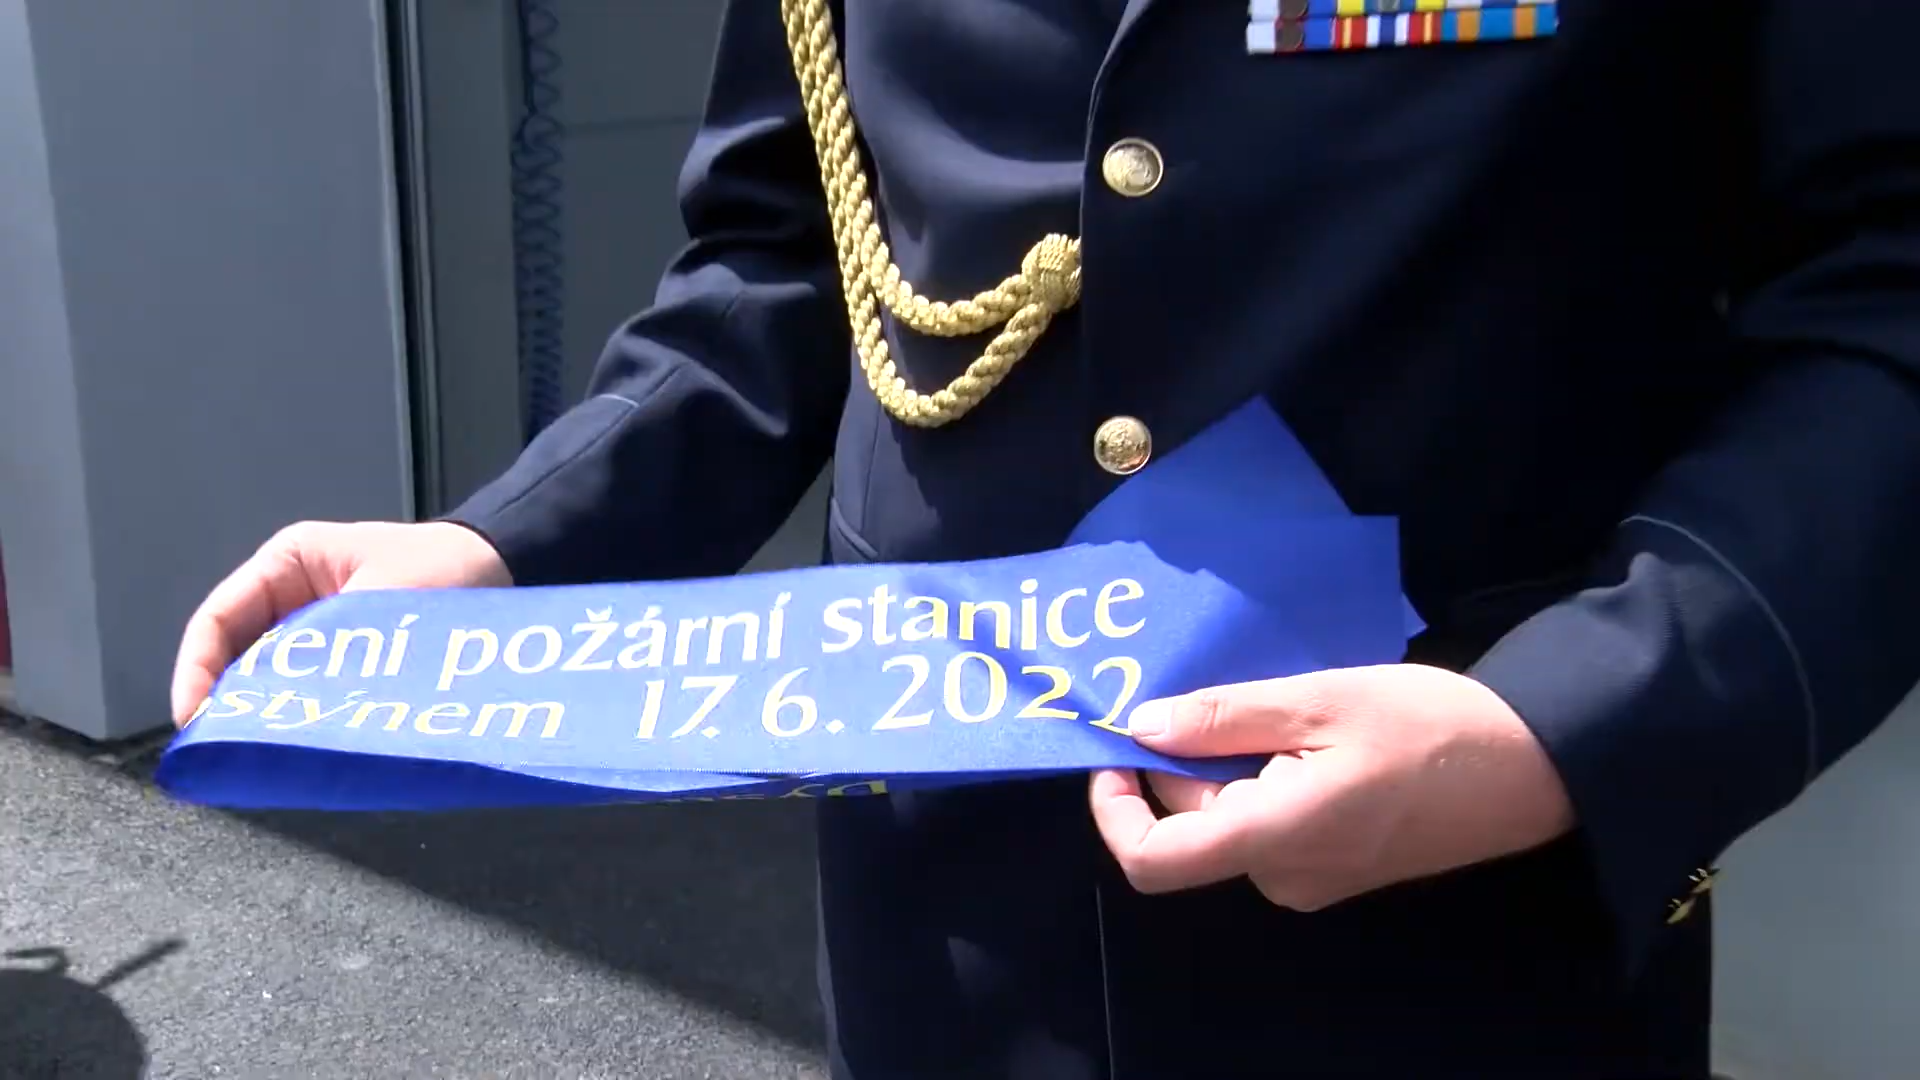 ření požární stanice
stýnem 17. 6. 2022